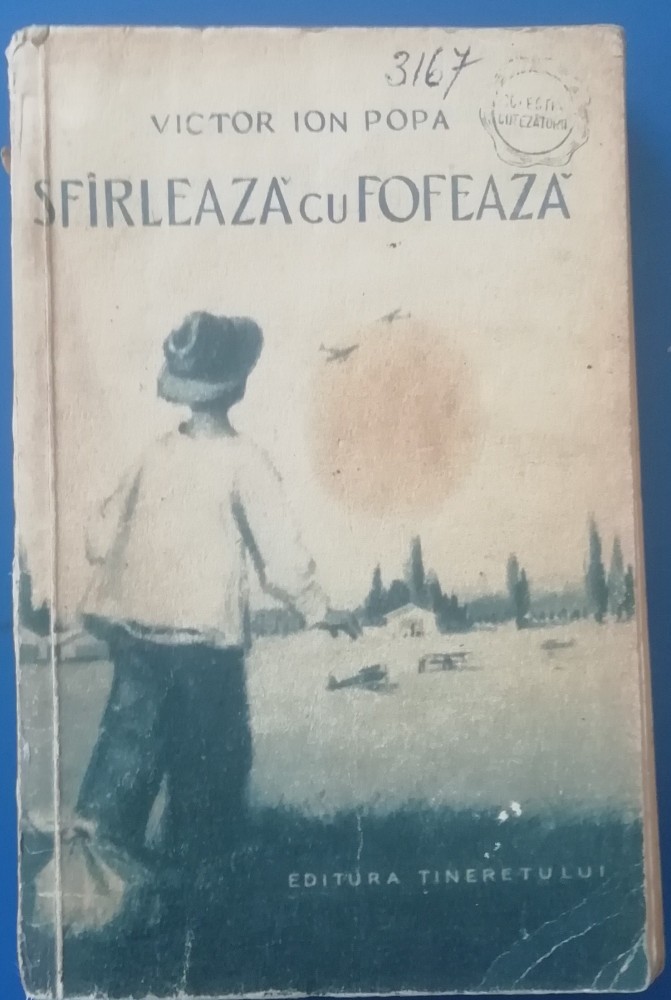 3167
VICTOR ION POPA
SFÎRLEAZĂ CU FOFEAZĂ
EDITURA TINERETULUI